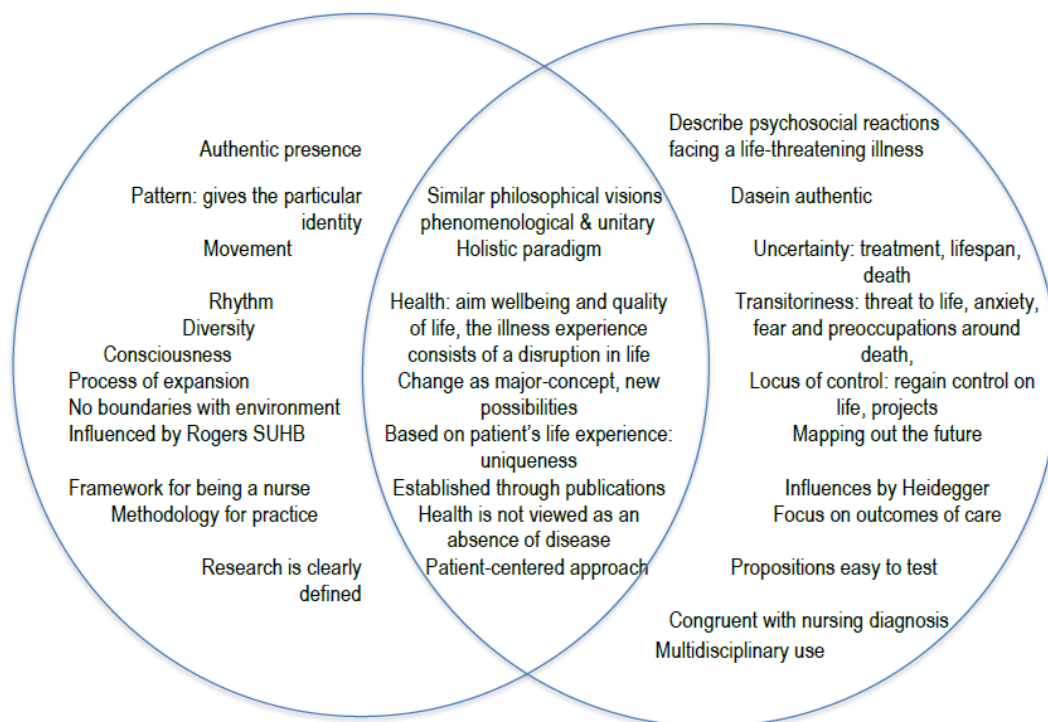 Authentic presence
Pattern: gives the particular
identity
Movement
Rhythm
Diversity
Consciousness
Process of expansion
No boundaries with environment
Influenced by Rogers SUHB
Framework for being a nurse
Methodology for practice
Research is clearly
defined
Similar philosophical visions
phenomenological & unitary
Holistic paradigm
Health: aim wellbeing and quality
of life, the illness experience
consists of a disruption in life
Change as major-concept, new
possibilities
Based on patient's life experience:
uniqueness
Established through publications
Health is not viewed as an
absence of disease
Patient-centered approach
Describe psychosocial reactions
facing a life-threatening illness
Dasein authentic
Uncertainty: treatment, lifespan,
death
Transitoriness: threat to life, anxiety,
fear and preoccupations around
death,
Locus of control: regain control on
life, projects
Mapping out the future
Influences by Heidegger
Focus on outcomes of care
Propositions easy to test
Congruent with nursing diagnosis
Multidisciplinary use